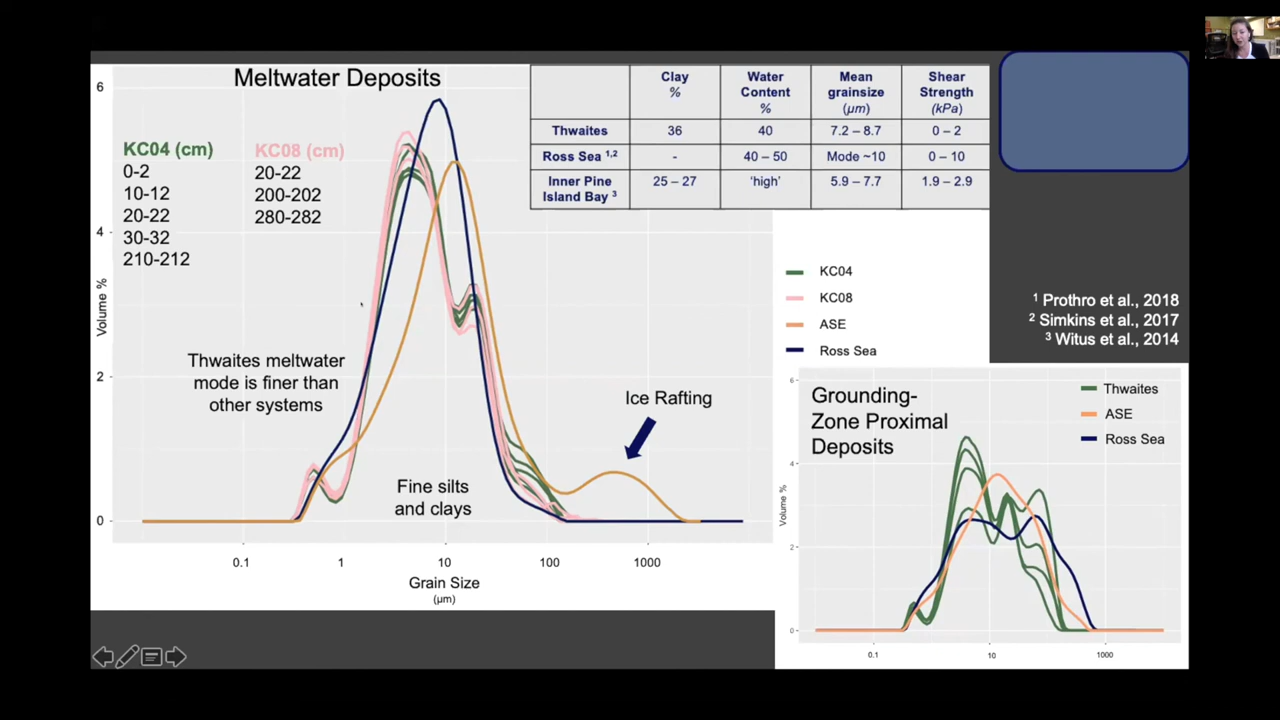 Meltwater Deposits
6
4
2
0
Volume %
KC04 (cm)
0-2
10-12
20-22
30-32
210-212
KC08 (cm)
20-22
200-202
280-282
Thwaites meltwater
mode is finer than
other systems
Fine silts
and clays
Ice Rafting
0.1 1 10 100 1000
Grain Size
(µm)
Clay % Water Content % Mean grainsize (µm) Shear Strength (kPa)
Thwaites 36 40 7.2 – 8.7 0 – 2
Ross Sea 1,2 - 40 – 50 Mode ~10 0 – 10
Inner Pine Island Bay 3 25 – 27 ‘high’ 5.9 – 7.7 1.9 – 2.9
KC04
KC08
ASE
Ross Sea
1 Prothro et al., 2018
2 Simkins et al., 2017
3 Witus et al., 2014
Grounding-
Zone Proximal
Deposits
Thwaites
ASE
Ross Sea
6
4
2
0
Volume %
0.1 10 1000